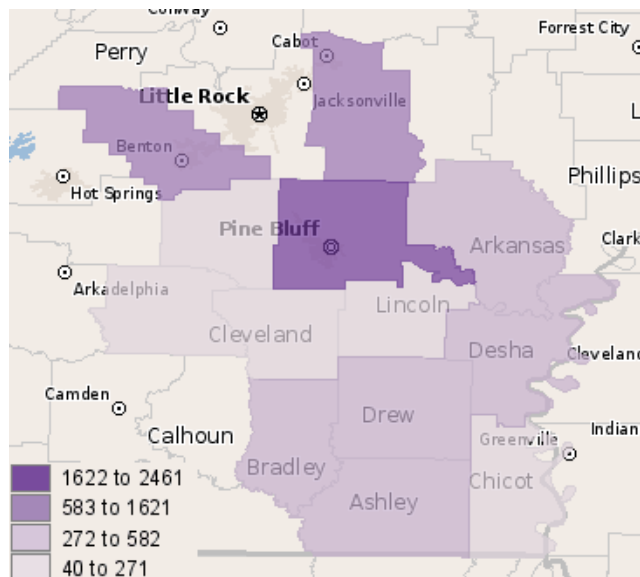 Conway
Perry
Cabot
Forrest City
Little Rock
Jacksonville
Benton
Hot Springs
Phillips
Pine Bluff
Arkansas
Clark
Arkadelphia
Lincoln
Cleveland
Desha
Cleveland
Camden
Drew
Calhoun
Greenville
Indian
Bradley
Chicot
Ashley
1622 to 2461
583 to 1621
272 to 582
40 to 271